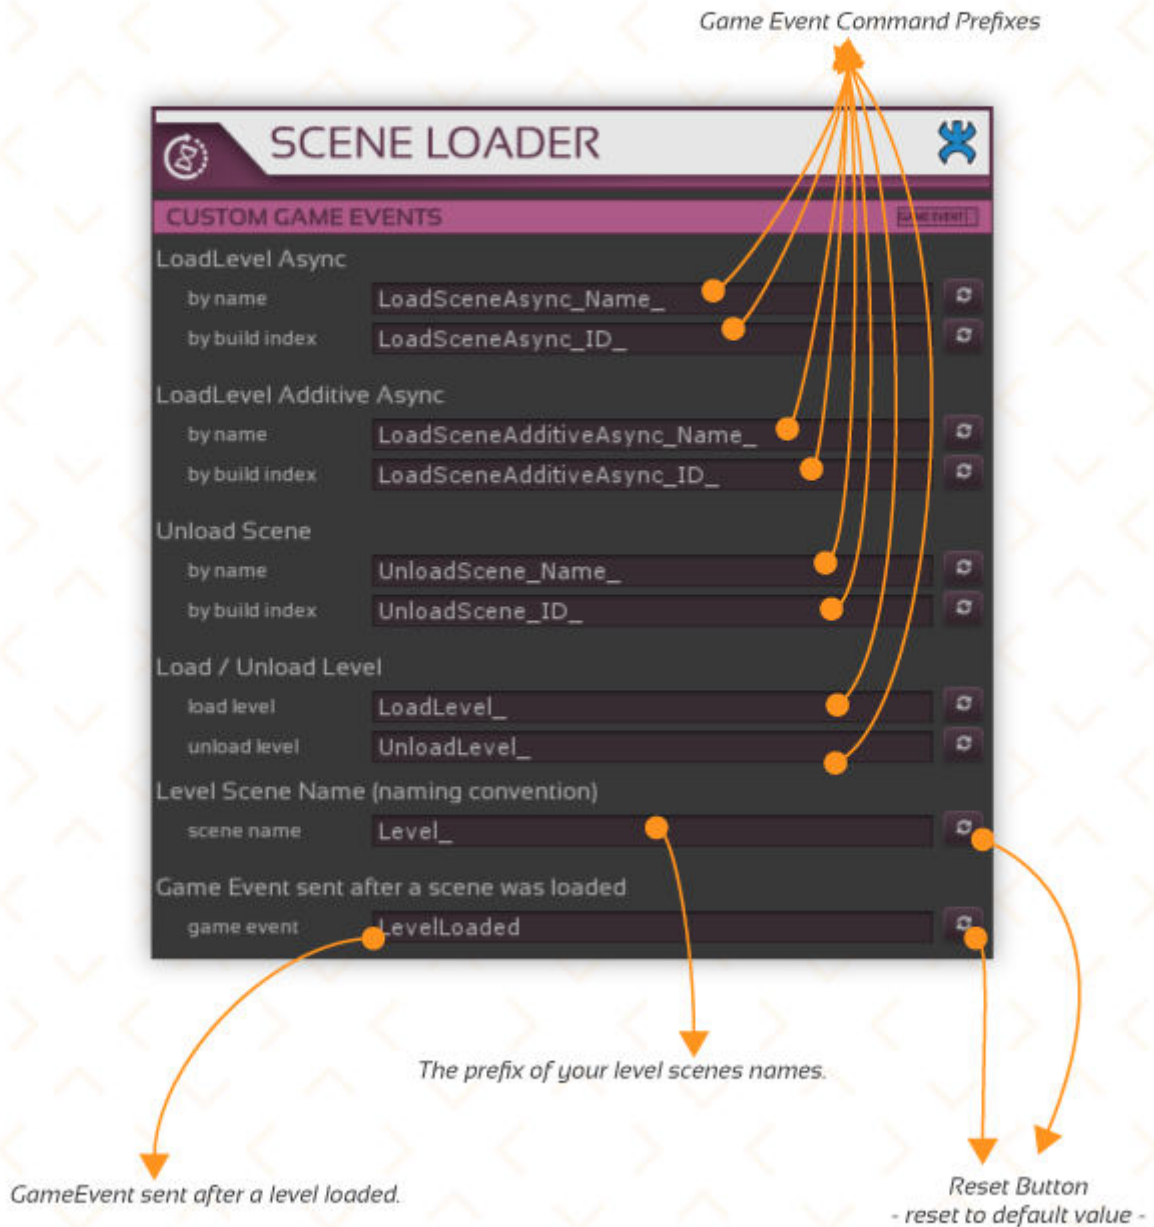 Game Event Command Prefixes
SCENE LOADER
CUSTOM GAME EVENTS
GAME EVENT
LoadLevel Async
by name LoadSceneAsync_Name_
by build index LoadSceneAsync_ID_
LoadLevel Additive Async
by name LoadSceneAdditiveAsync_Name_
by build index LoadSceneAdditiveAsync_ID_
Unload Scene
by name UnloadScene_Name_
by build index UnloadScene_ID_
Load / Unload Level
load level LoadLevel_
unload level UnloadLevel_
Level Scene Name (naming convention)
scene name Level_
Game Event sent after a scene was loaded
game event LevelLoaded
The prefix of your level scenes names.
GameEvent sent after a level loaded.
Reset Button
- reset to default value -